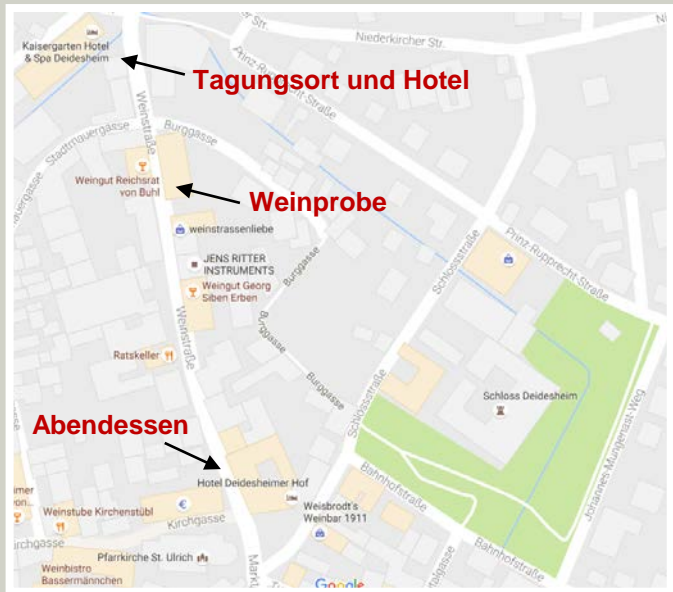 Kaisergarten Hotel
& Spa Deidesheim
Tagungsort und Hotel
Niederkircher Str.
Prinz-Rupprecht-Straße
Weinstraße
Stadtmauergasse
Burggasse
Weingut Reichsrat
von Buhl
Weinprobe
weinstrassenliebe
JENS RITTER
INSTRUMENTS
Weingut Georg
Siben Erben
Burggasse
Schlossstraße
Prinz-Rupprecht-Straße
Weinstraße
Ratskeller
Burggasse
Burggasse
Schlossstraße
Schloss Deidesheim
Abendessen
Hotel Deidesheimer Hof
Weisbrodt's
Weinbar 1911
Bahnhofstraße
Johannes-Mungenast-Weg
Weinstube Kirchenstübl
Kirchgasse
Pfarrkirche St. Ulrich
Weinbistro
Bassermännchen
Bahnhofstraße
Google